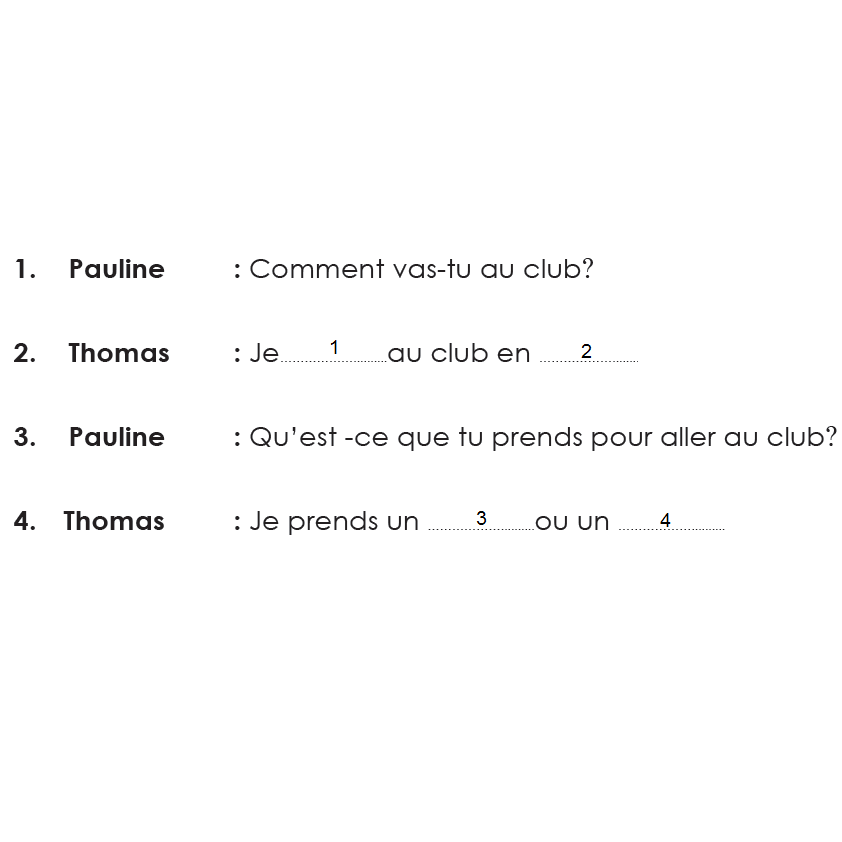 1. Pauline : Comment vas-tu au club?
2. Thomas : Je.......1.......au club en .......2.......
3. Pauline : Qu'est -ce que tu prends pour aller au club?
4. Thomas : Je prends un .......3.......ou un .......4.......